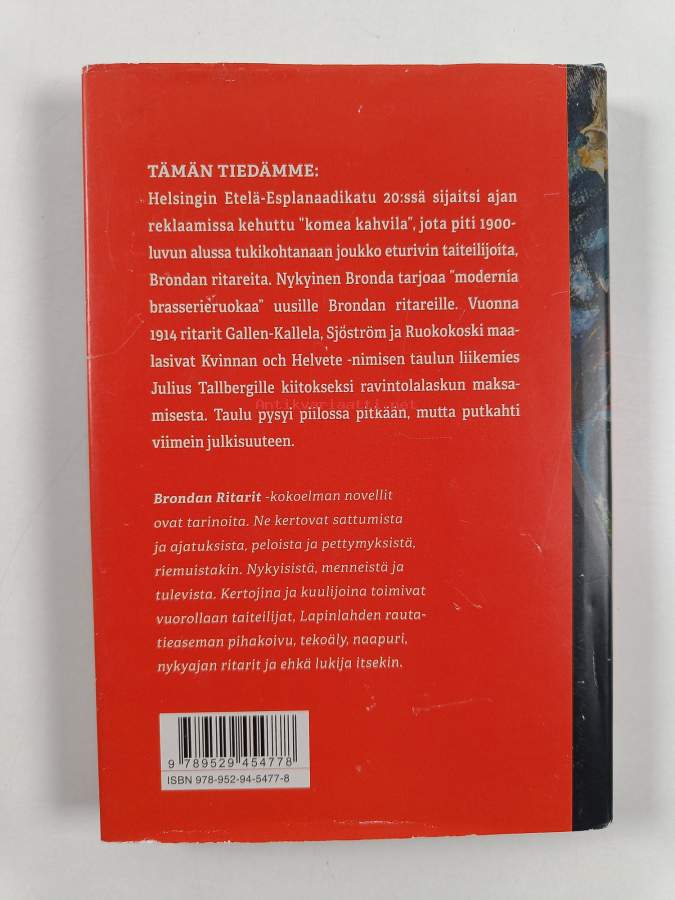 TÄMÄN TIEDÄMME:
Helsingin Etelä-Esplanaadikatu 20:ssä sijaitsi ajan
reklaamissa kehuttu "komea kahvila", jota piti 1900-
luvun alussa tukikohtanaan joukko eturivin taiteilijoita,
Brondan ritareita. Nykyinen Bronda tarjoaa "modernia
brasserieruokaa" uusille Brondan ritareille. Vuonna
1914 ritarit Gallen-Kallela, Sjöström ja Ruokokoski maa-
lasivat Kvinnan och Helvete -nimisen taulun liikemies
Julius Tallbergille kiitokseksi ravintolalaskun maksa-
misesta. Taulu pysyi piilossa pitkään, mutta putkahti
Antikvariaatti.net
viimein julkisuuteen.
Brondan Ritarit -kokoelman novellit
ovat tarinoita. Ne kertovat sattumista
ja ajatuksista, peloista ja pettymyksistä,
riemuistakin. Nykyisistä, menneistä ja
tulevista. Kertojina ja kuulijoina toimivat
vuorollaan taiteilijat, Lapinlahden rauta-
tieaseman pihakoivu, tekoäly, naapuri,
nykyajan ritarit ja ehkä lukija itsekin.
9 789529 454778
ISBN 978-952-94-5477-8